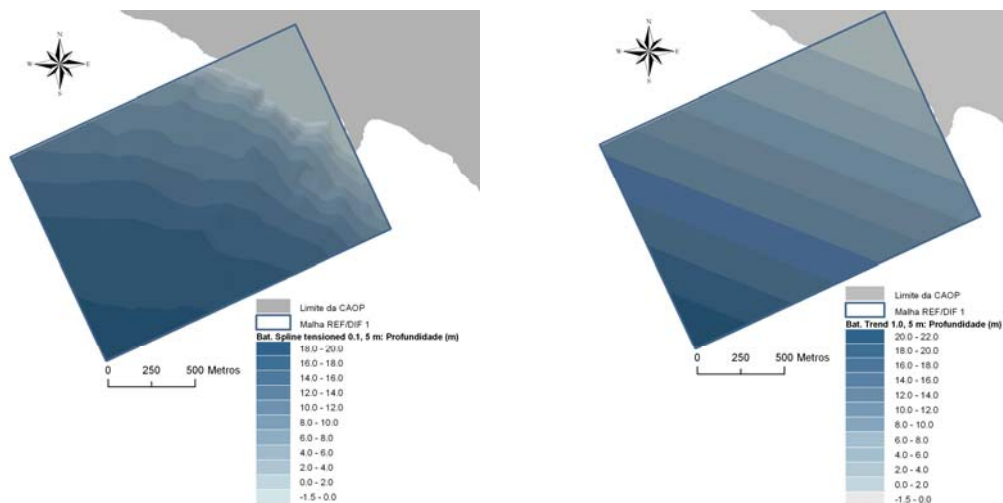 N
W E
S
Limite da CAOP
Malha REF/DIF 1
Bat. Spline tensioned 0.1, 5 m: Profundidade (m)
18.0 - 20.0
16.0 - 18.0
14.0 - 16.0
12.0 - 14.0
10.0 - 12.0
8.0 - 10.0
6.0 - 8.0
4.0 - 6.0
2.0 - 4.0
0.0 - 2.0
-1.5 - 0.0
0 250 500 Metros
N
W E
S
Limite da CAOP
Malha REF/DIF 1
Bat. Trend 1.0, 5 m: Profundidade (m)
20.0 - 22.0
18.0 - 20.0
16.0 - 18.0
14.0 - 16.0
12.0 - 14.0
10.0 - 12.0
8.0 - 10.0
6.0 - 8.0
4.0 - 6.0
2.0 - 4.0
0.0 - 2.0
-1.5 - 0.0
0 250 500 Metros